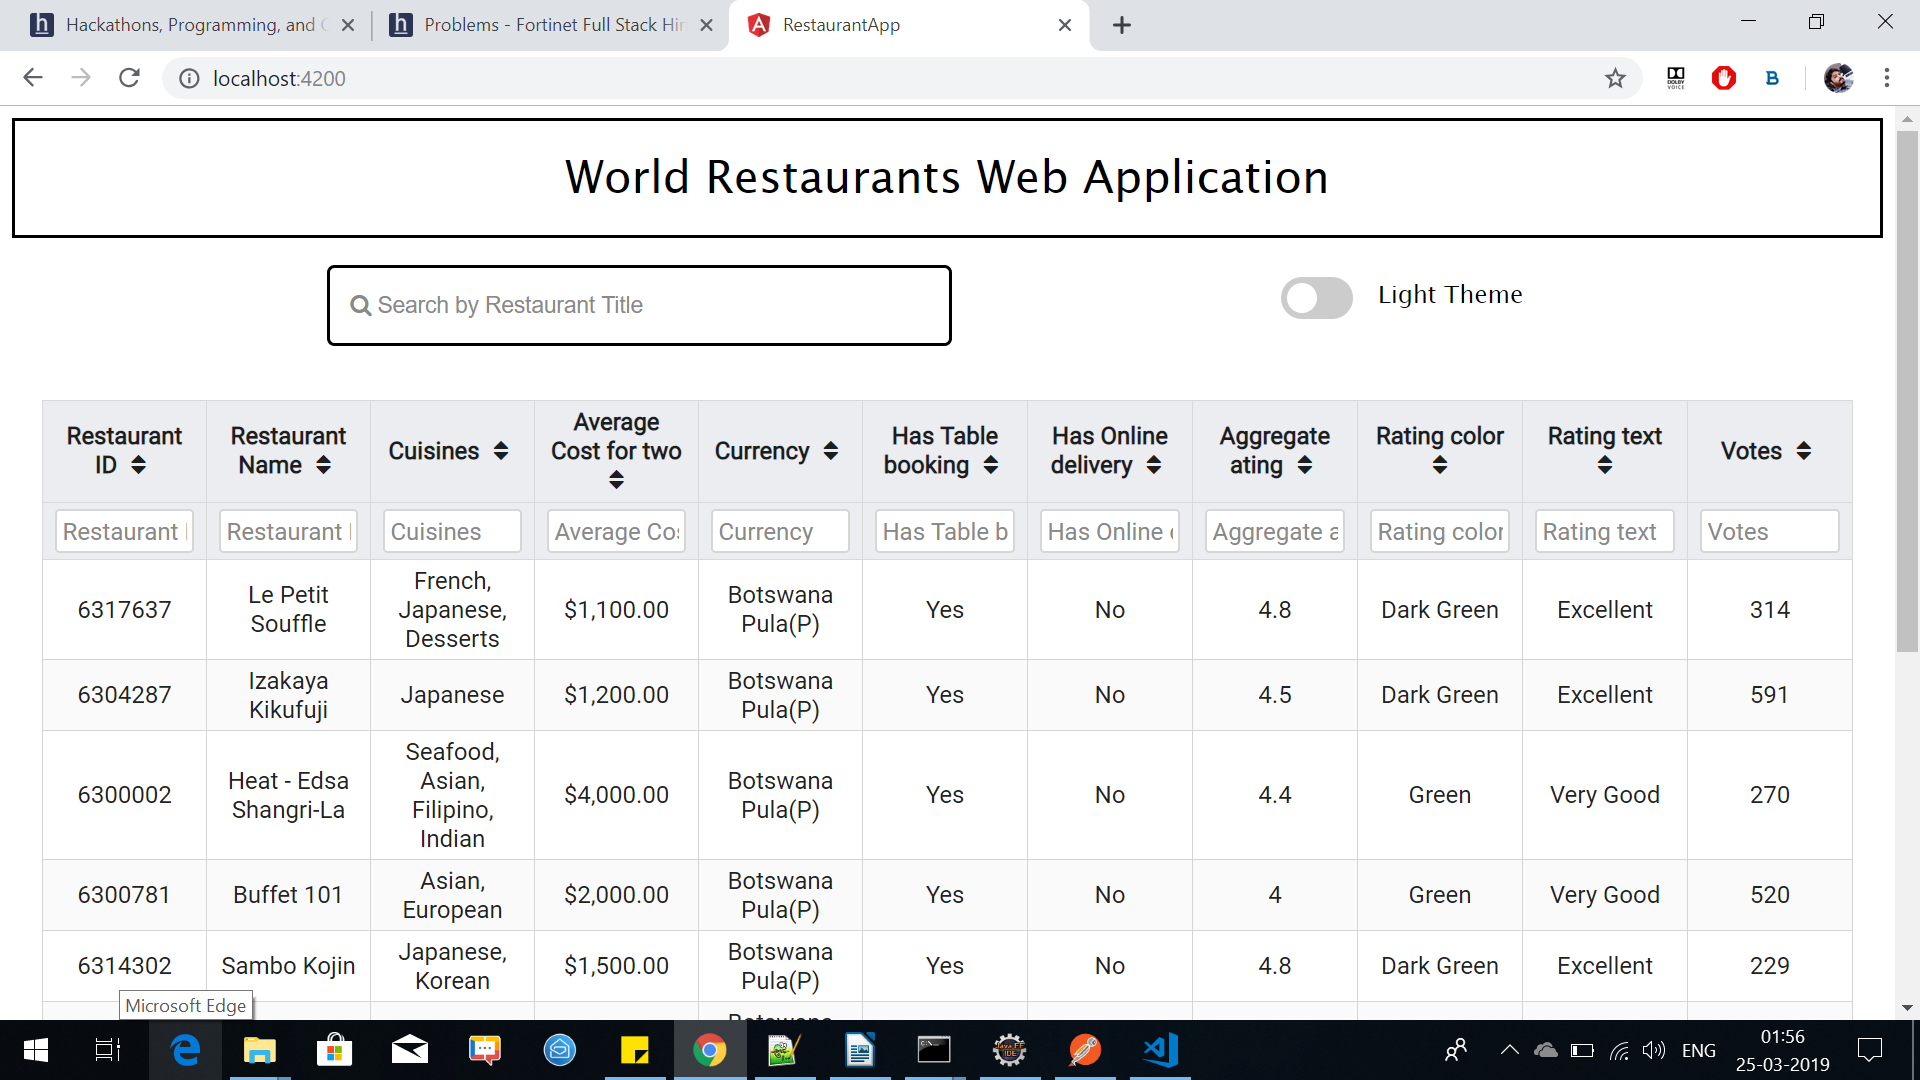 Hackathons, Programming, and
Problems - Fortinet Full Stack Hir
RestaurantApp
localhost:4200
DOLBY
VOICE
B
World Restaurants Web Application
Search by Restaurant Title
Light Theme
Restaurant ID
Restaurant Name
Cuisines
Average Cost for two
Currency
Has Table booking
Has Online delivery
Aggregate ating
Rating color
Rating text
Votes
Restaurant
Restaurant
Cuisines
Average Co
Currency
Has Table b
Has Online
Aggregate a
Rating color
Rating text
Votes
6317637
Le Petit Souffle
French, Japanese, Desserts
$1,100.00
Botswana Pula(P)
Yes
No
4.8
Dark Green
Excellent
314
6304287
Izakaya Kikufuji
Japanese
$1,200.00
Botswana Pula(P)
Yes
No
4.5
Dark Green
Excellent
591
6300002
Heat - Edsa Shangri-La
Seafood, Asian, Filipino, Indian
$4,000.00
Botswana Pula(P)
Yes
No
4.4
Green
Very Good
270
6300781
Buffet 101
Asian, European
$2,000.00
Botswana Pula(P)
Yes
No
4
Green
Very Good
520
6314302
Sambo Kojin
Japanese, Korean
$1,500.00
Botswana Pula(P)
Yes
No
4.8
Dark Green
Excellent
229
Botswana
Microsoft Edge
ENG
01:56
25-03-2019